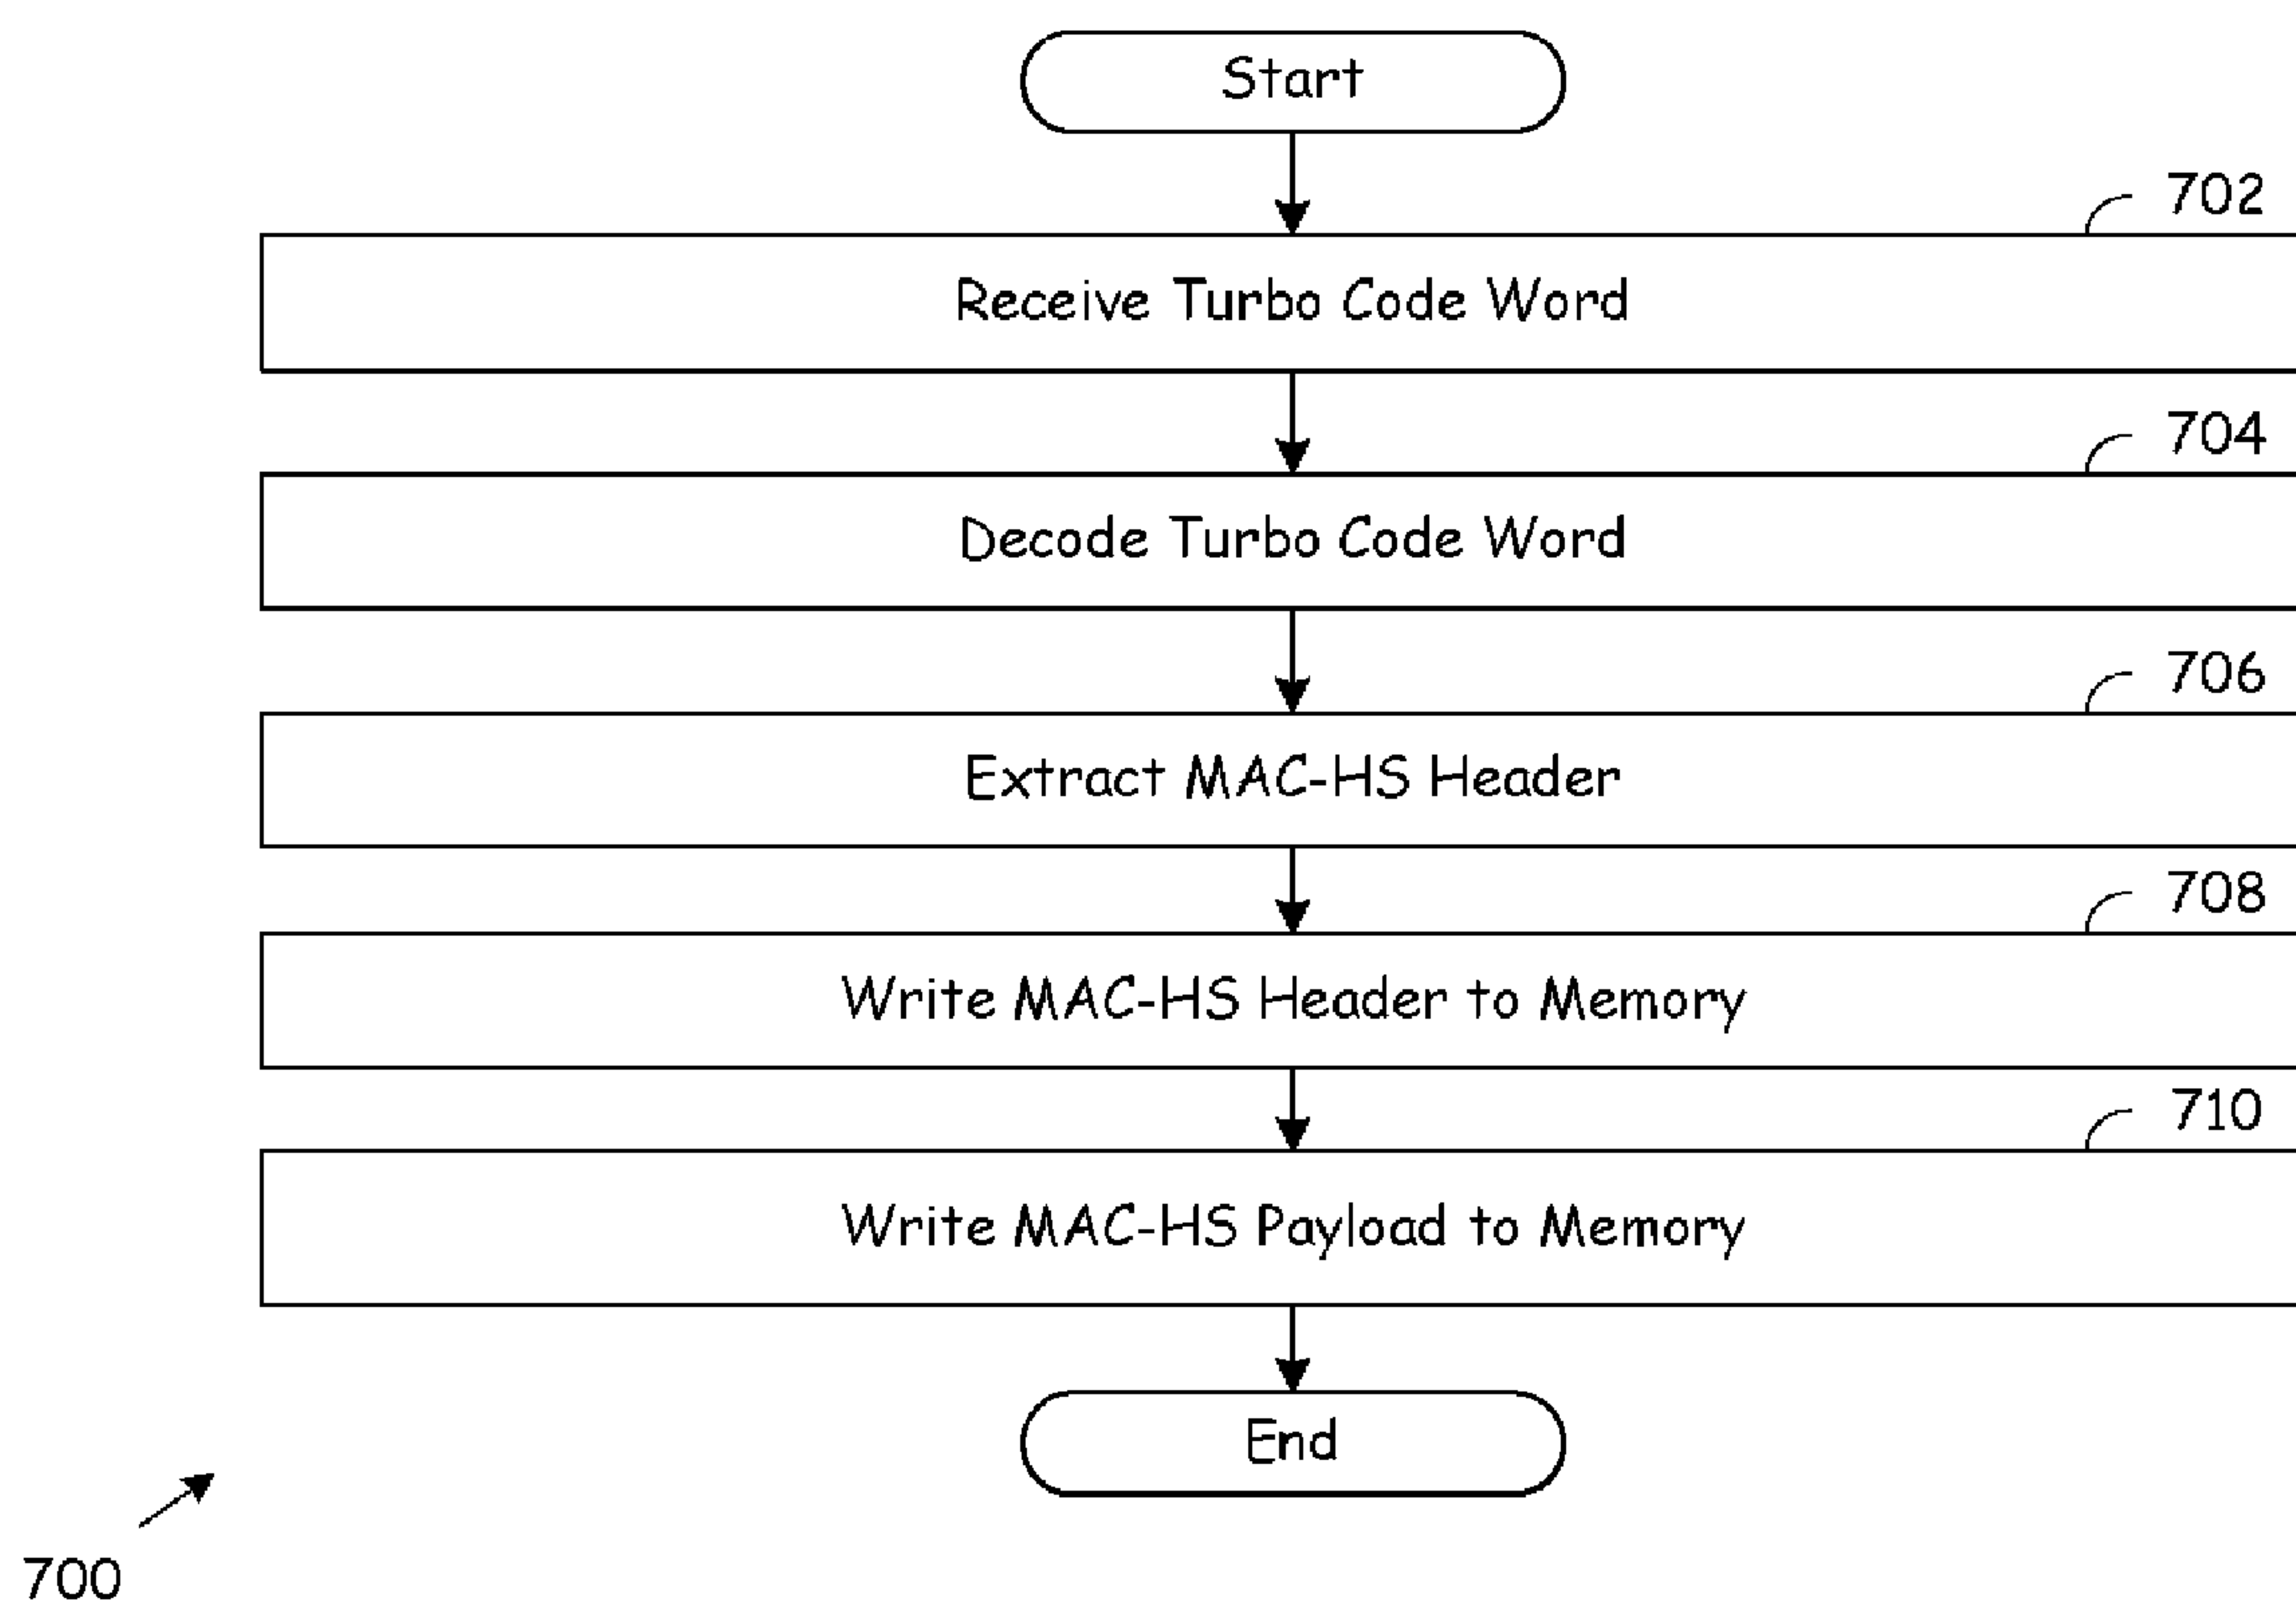 Start
702
Receive Turbo Code Word
704
Decode Turbo Code Word
706
Extract MAC-HS Header
708
Write MAC-HS Header to Memory
710
Write MAC-HS Payload to Memory
End
700